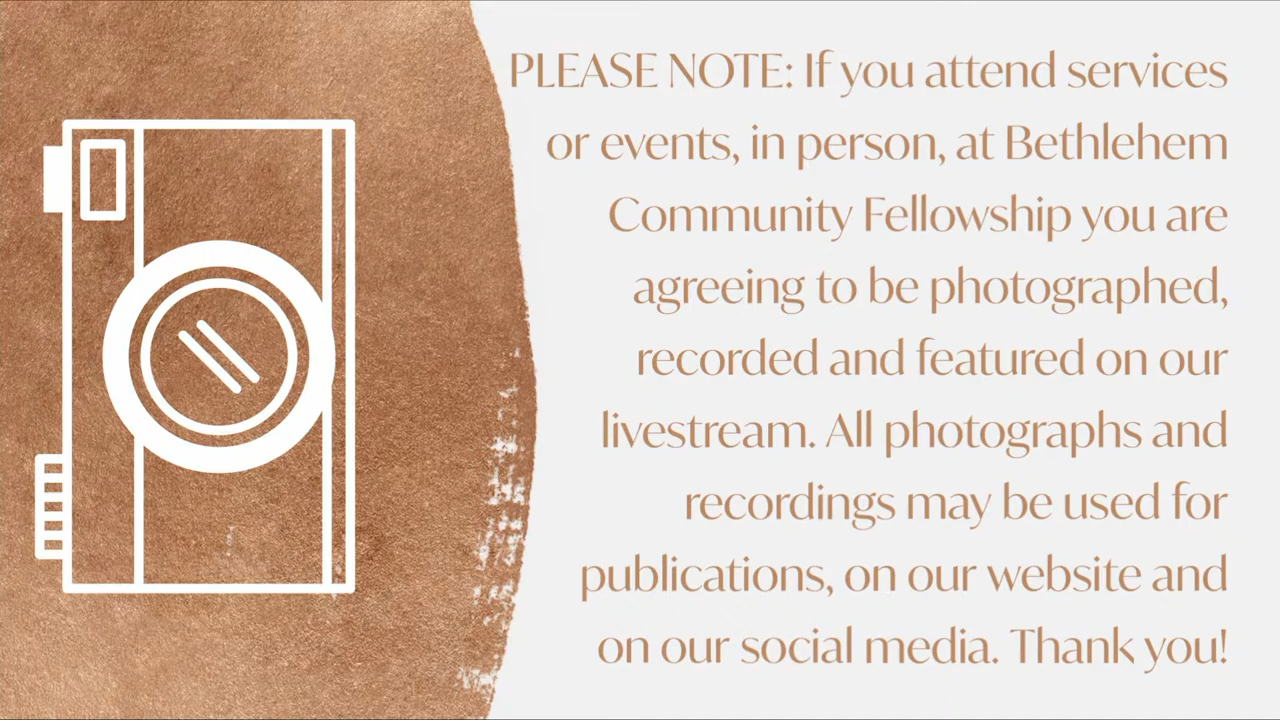 PLEASE NOTE: If you attend services
or events, in person, at Bethlehem
Community Fellowship you are
agreeing to be photographed,
recorded and featured on our
livestream. All photographs and
recordings may be used for
publications, on our website and
on our social media. Thank you!